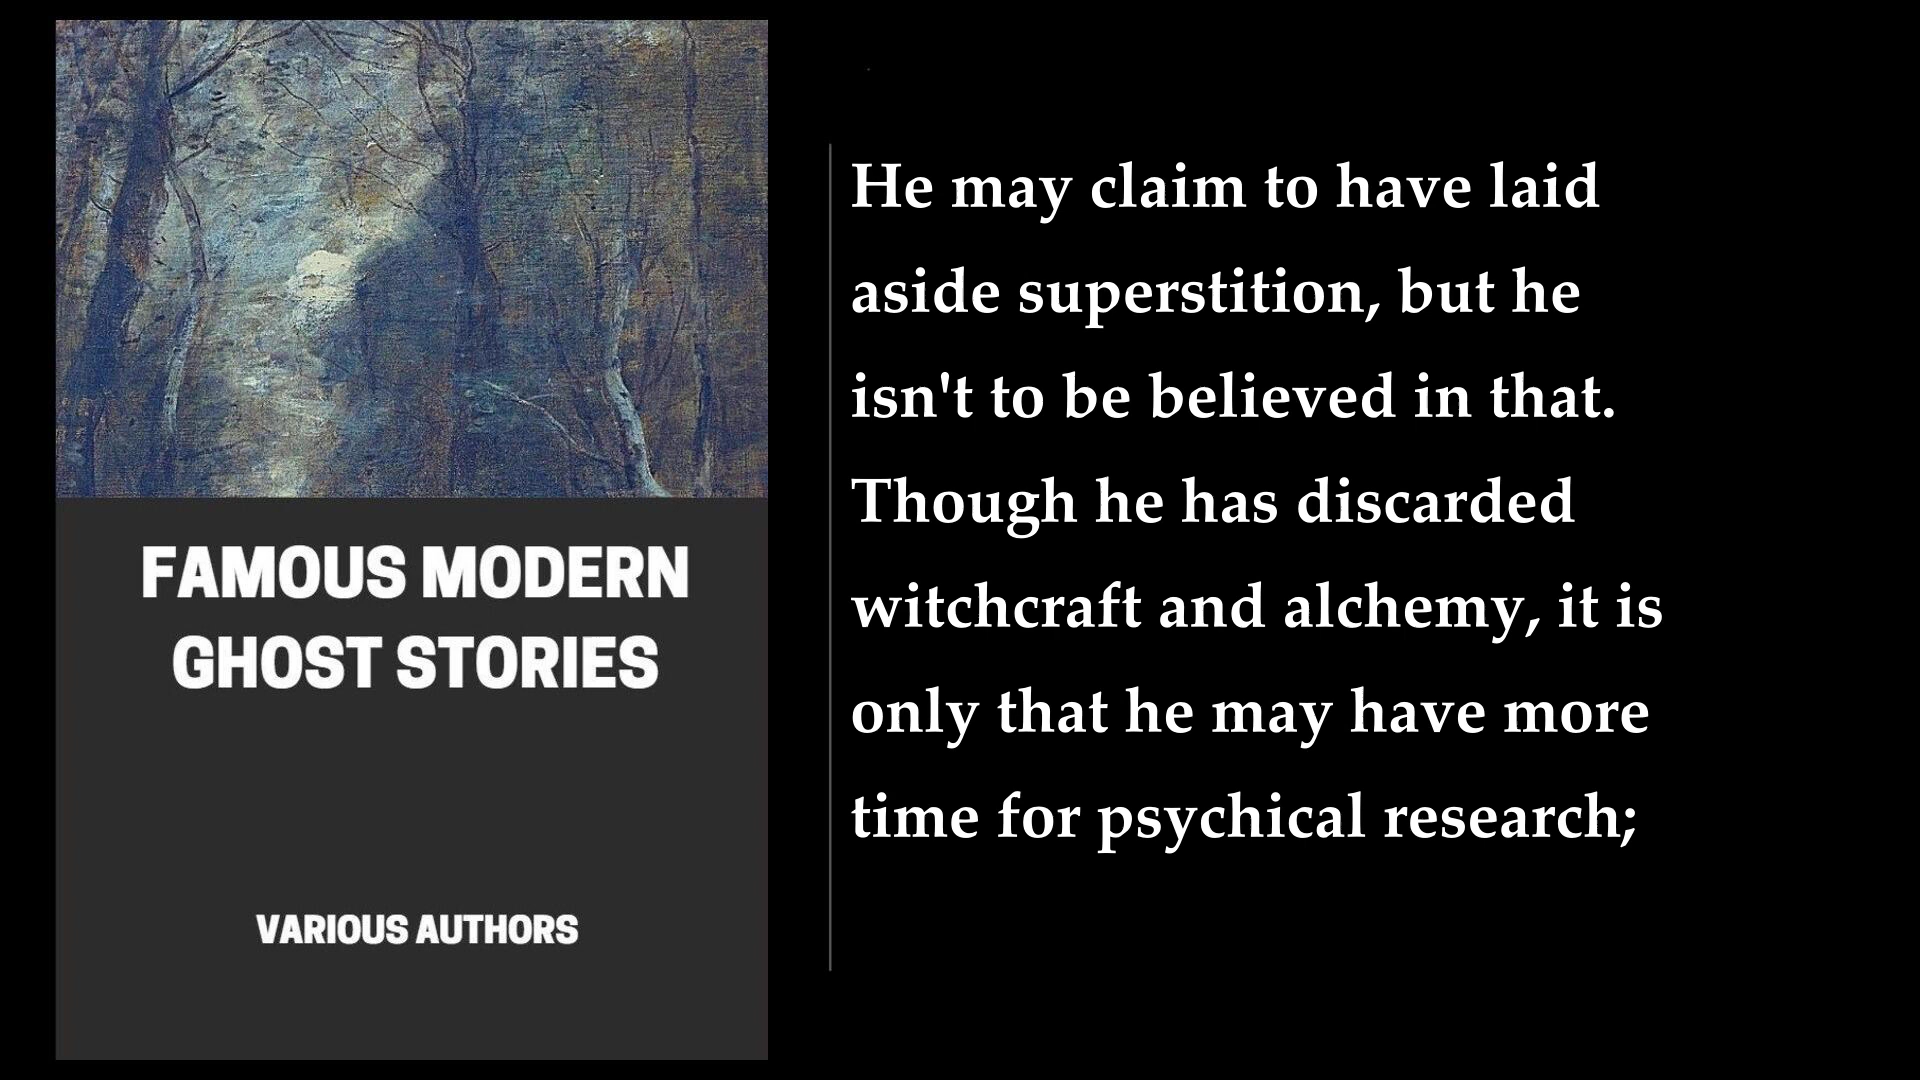 FAMOUS MODERN
GHOST STORIES
VARIOUS AUTHORS
He may claim to have laid
aside superstition, but he
isn't to be believed in that.
Though he has discarded
witchcraft and alchemy, it is
only that he may have more
time for psychical research;